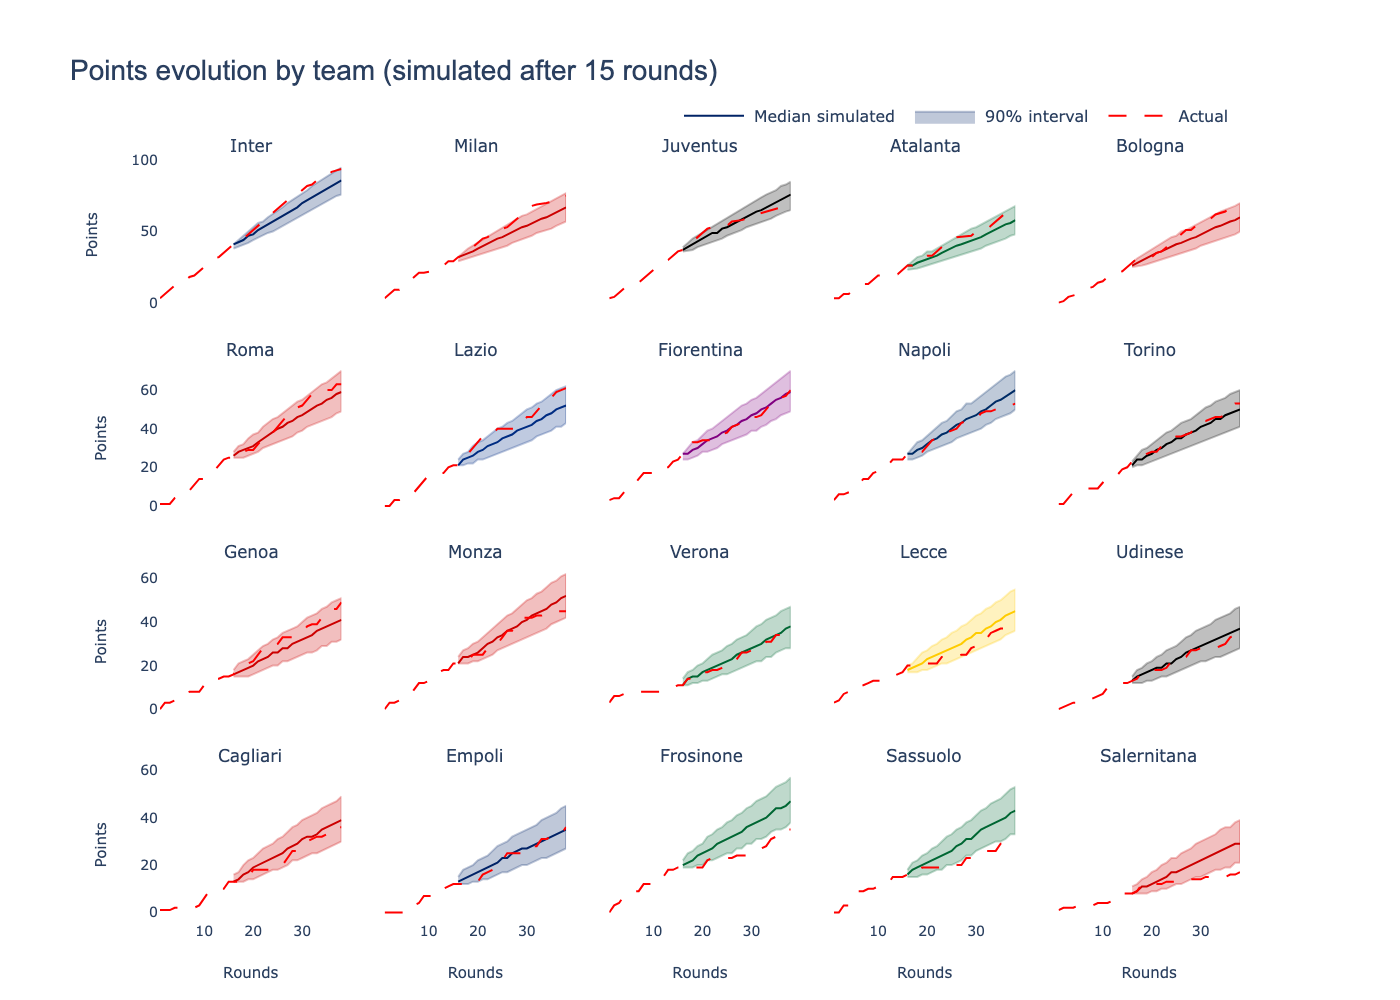 Points evolution by team (simulated after 15 rounds)
Median simulated 90% interval Actual
Inter Milan Juventus Atalanta Bologna
100
50
0
Points
Roma Lazio Fiorentina Napoli Torino
60
40
20
0
Points
Genoa Monza Verona Lecce Udinese
60
40
20
0
Points
Cagliari Empoli Frosinone Sassuolo Salernitana
60
40
20
0
Points
10 20 30 10 20 30 10 20 30 10 20 30 10 20 30
Rounds Rounds Rounds Rounds Rounds